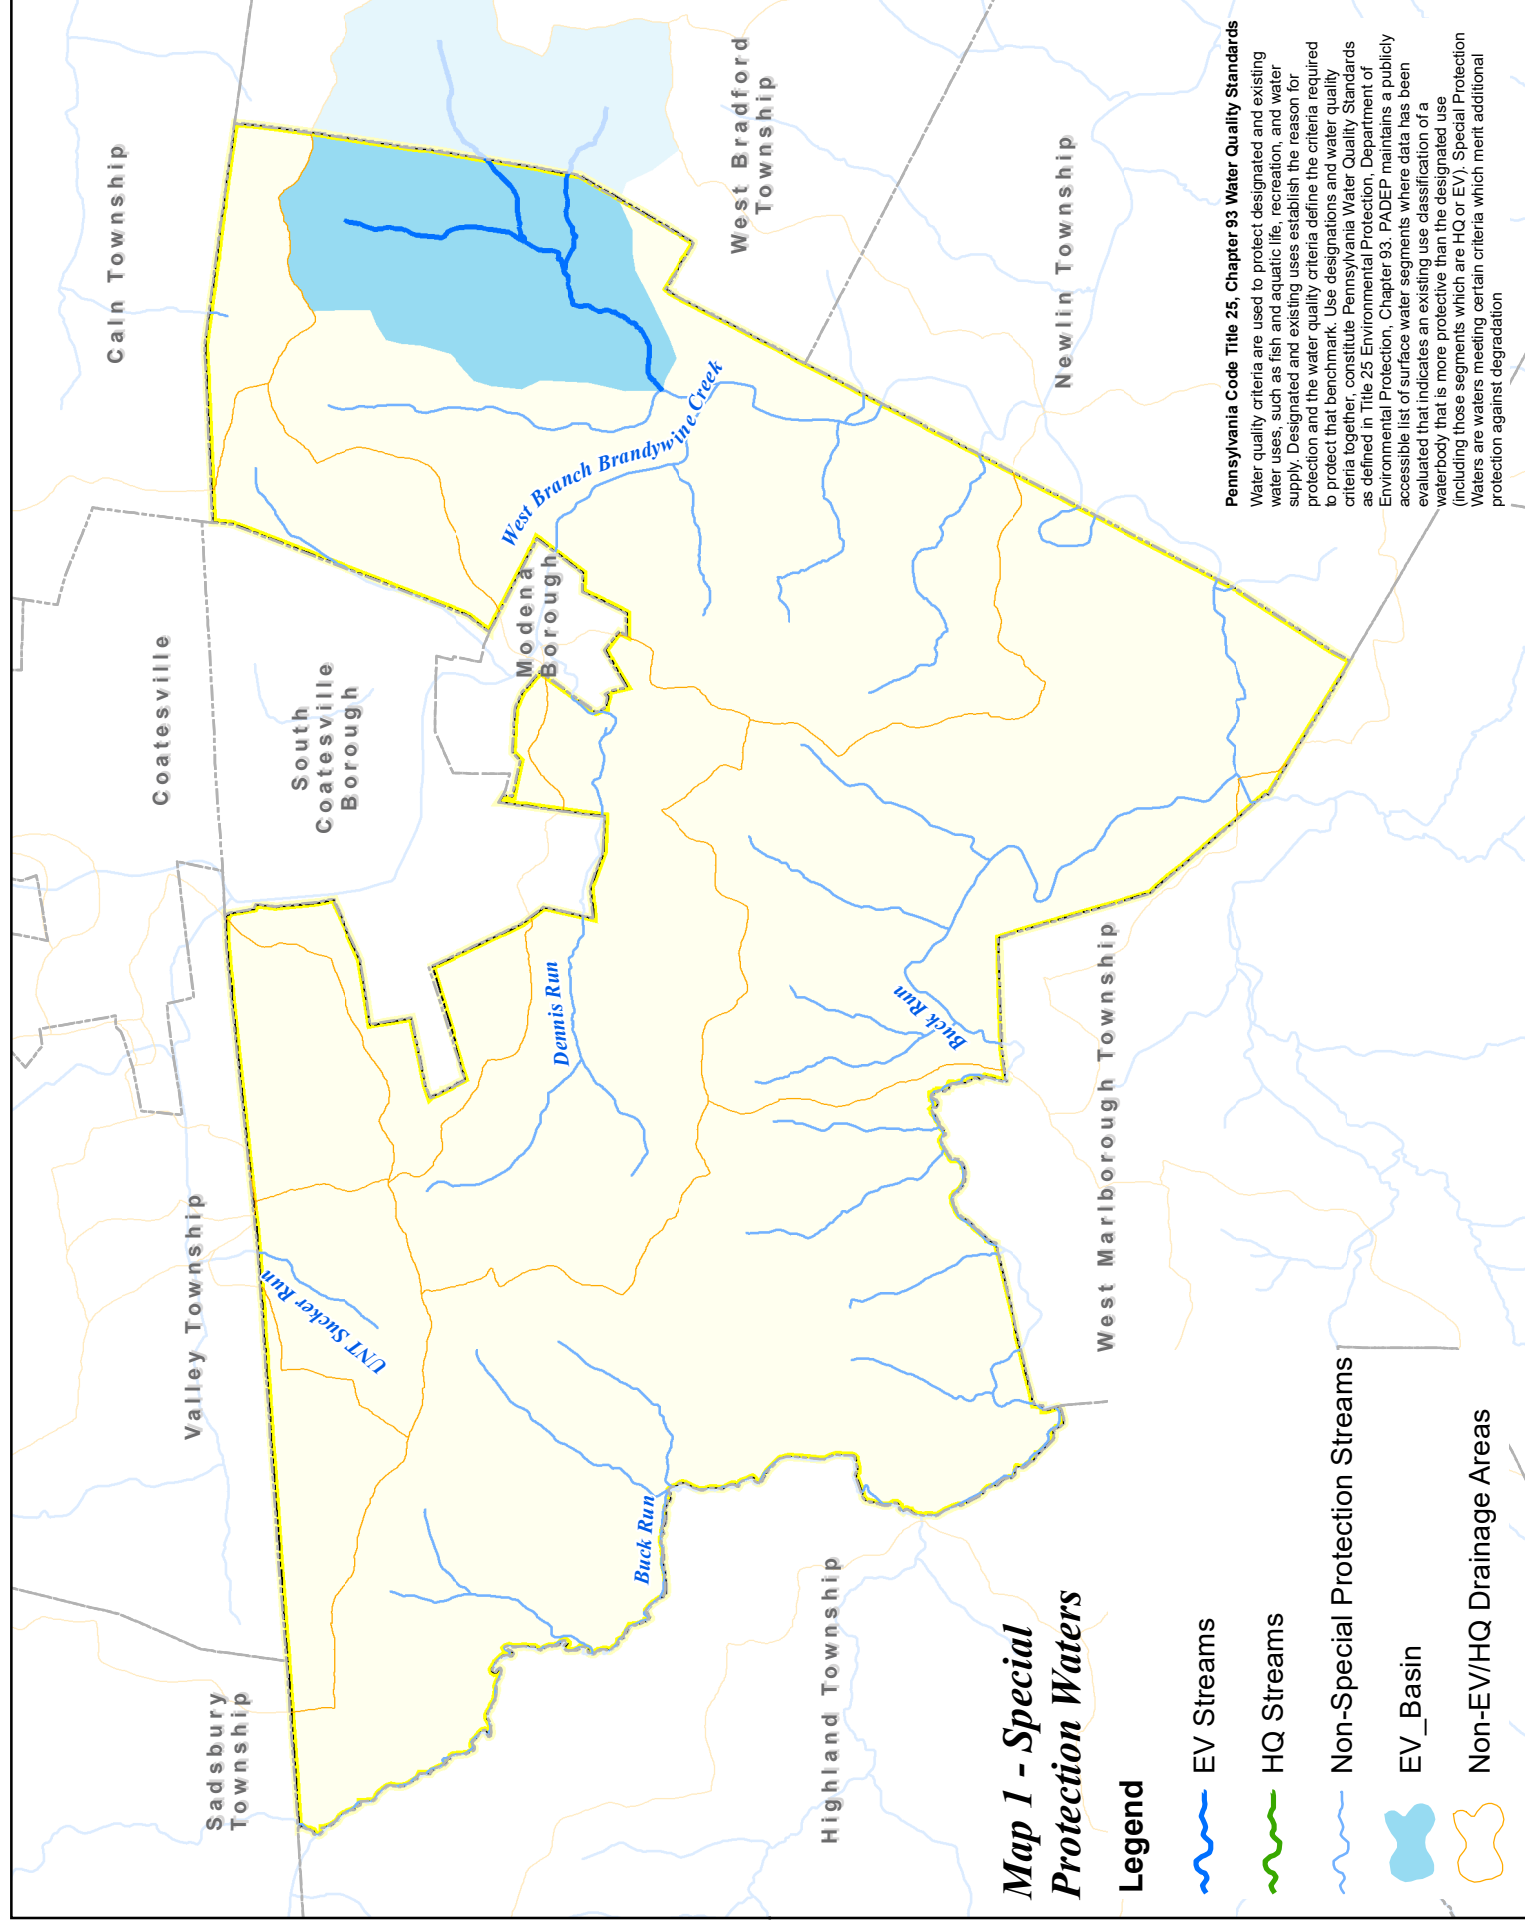 Caln Township
West Bradford
Township
Newlin Township
Coatesville
South
Coatesville
Borough
Modena
Borough
West Branch Brandywine Creek
Valley Township
Sadsbury
Township
Highland Township
West Marlborough Township
Dennis Run
Buck Run
Buck Run
UNT Sucker Run
Map 1 - Special
Protection Waters
Legend
EV Streams
HQ Streams
Non-Special Protection Streams
EV_Basin
Non-EV/HQ Drainage Areas
Pennsylvania Code Title 25, Chapter 93 Water Quality Standards
Water quality criteria are used to protect designated and existing
water uses, such as fish and aquatic life, recreation, and water
supply. Designated and existing uses establish the reason for
protection and the water quality criteria define the criteria required
to protect that benchmark. Use designations and water quality
criteria together, constitute Pennsylvania Water Quality Standards
as defined in Title 25 Environmental Protection, Department of
Environmental Protection, Chapter 93. PADEP maintains a publicly
accessible list of surface water segments where data has been
evaluated that indicates an existing use classification of a
waterbody that is more protective than the designated use
(including those segments which are HQ or EV). Special Protection
Waters are waters meeting certain criteria which merit additional
protection against degradation